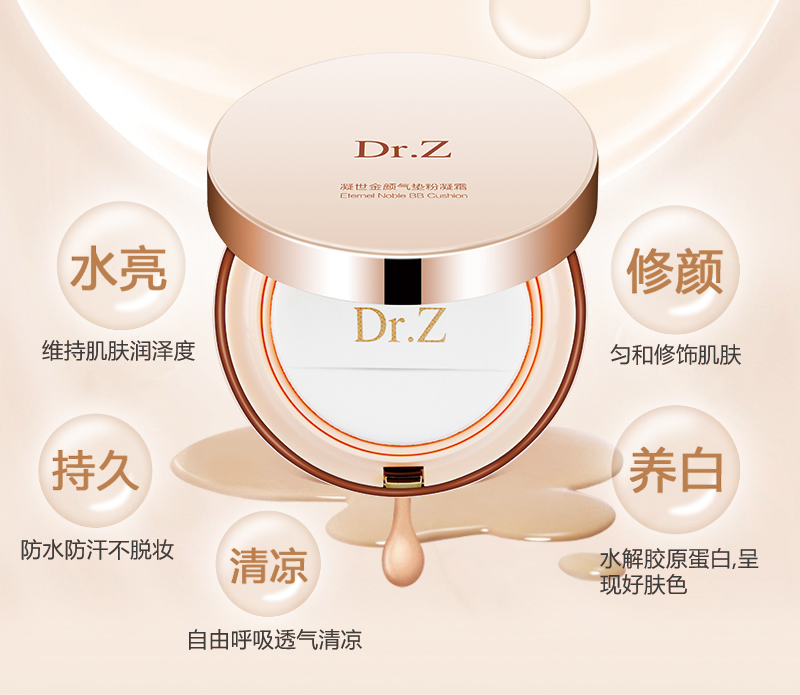 Dr.Z
凝世金颜气垫粉凝霜
Eternel Noble BB Cushion
Dr.Z
水亮
维持肌肤润泽度
修颜
匀和修饰肌肤
持久
防水防汗不脱妆
养白
水解胶原蛋白,呈
现好肤色
清凉
自由呼吸透气清凉